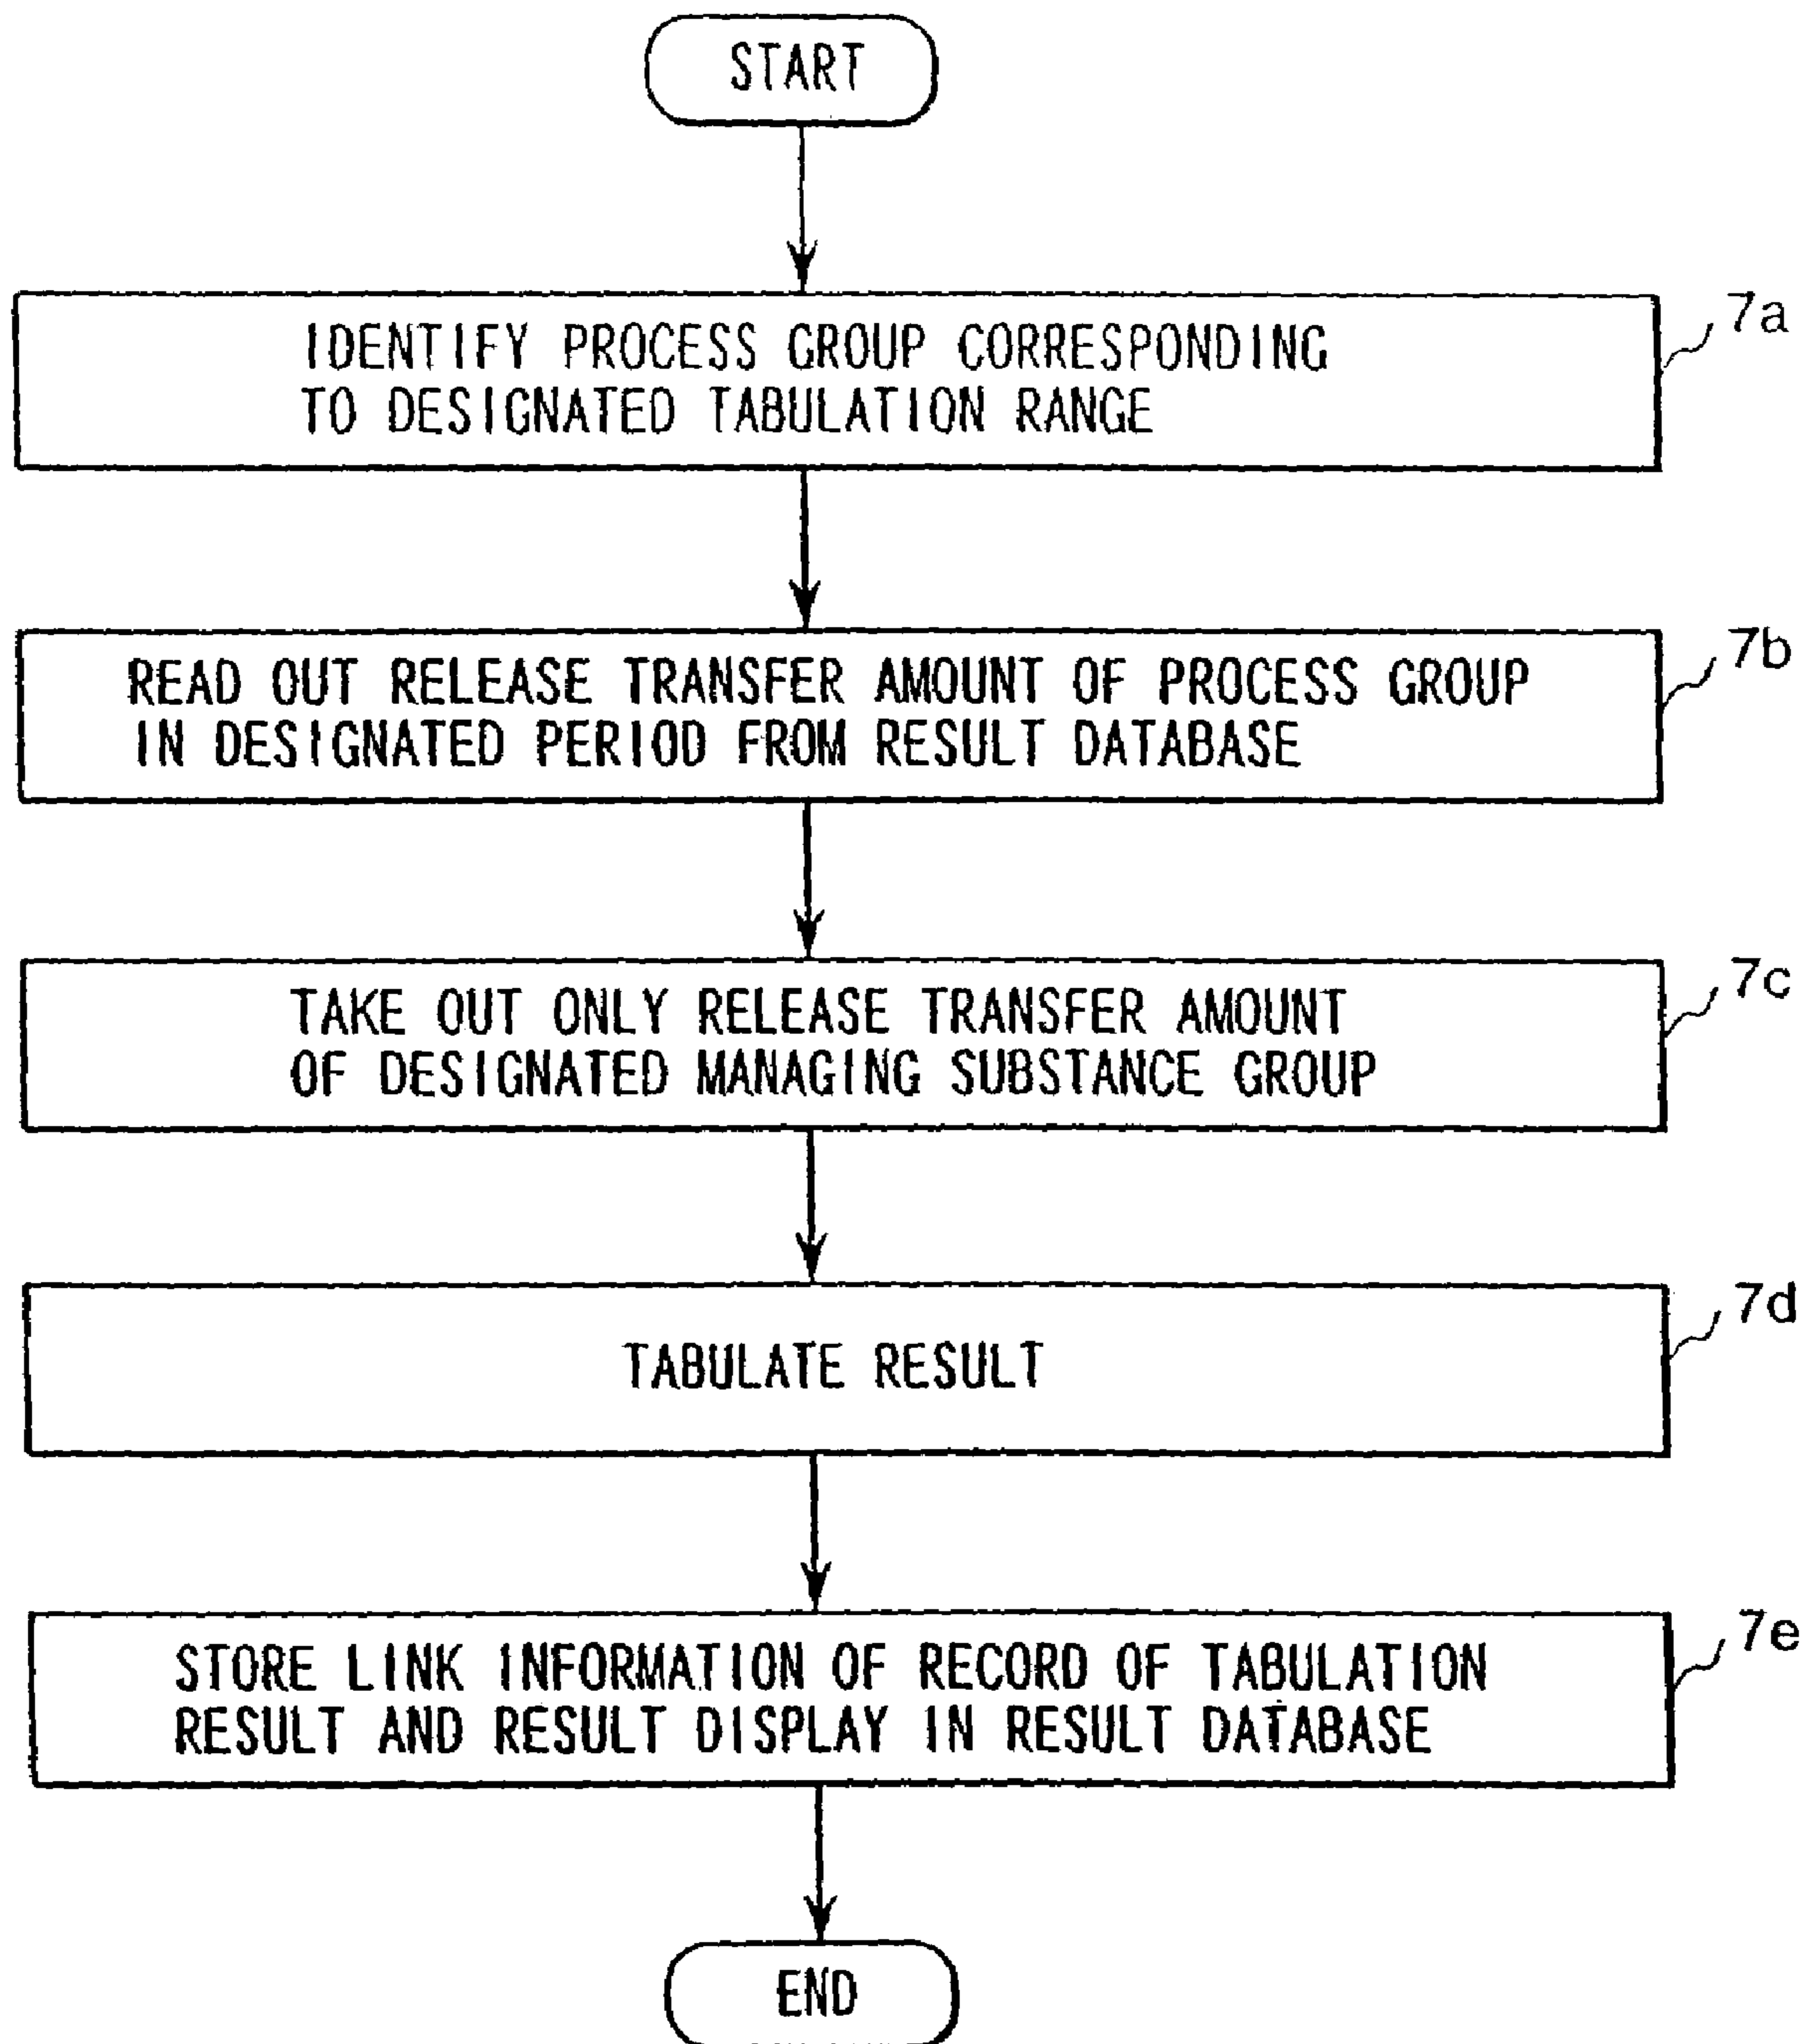 START
IDENTIFY PROCESS GROUP CORRESPONDING
TO DESIGNATED TABULATION RANGE
7a
READ OUT RELEASE TRANSFER AMOUNT OF PROCESS GROUP
IN DESIGNATED PERIOD FROM RESULT DATABASE
7b
TAKE OUT ONLY RELEASE TRANSFER AMOUNT
OF DESIGNATED MANAGING SUBSTANCE GROUP
7c
TABULATE RESULT
7d
STORE LINK INFORMATION OF RECORD OF TABULATION
RESULT AND RESULT DISPLAY IN RESULT DATABASE
7e
END